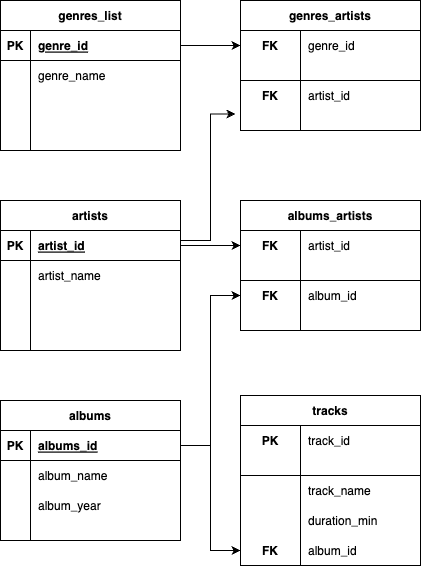 genres_list
PK genre_id
genre_name
genres_artists
FK genre_id
FK artist_id
artists
PK artist_id
artist_name
albums_artists
FK artist_id
FK album_id
albums
PK albums_id
album_name
album_year
tracks
PK track_id
track_name
duration_min
FK album_id